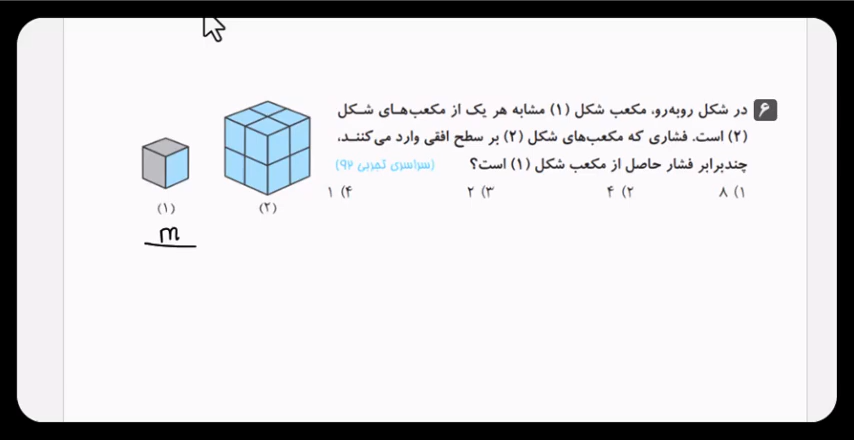 ۶ در شکل روبه‌رو، مکعب شکل (۱) مشابه هر یک از مکعب‌های شکل
(۲) است. فشاری که مکعب‌های شکل (۲) بر سطح افقی وارد می‌کنند،
چندبرابر فشار حاصل از مکعب شکل (۱) است؟ (سراسری تجربی ۹۲)
۱) ۸ ۲) ۴ ۳) ۲ ۴) ۱
(۱) (۲)
m